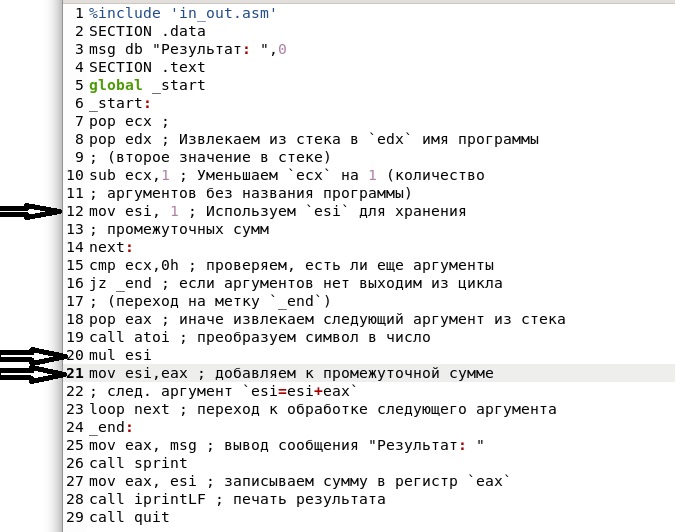 1 %include 'in_out.asm'
2 SECTION .data
3 msg db "Результат: ",0
4 SECTION .text
5 global _start
6 _start:
7 pop ecx ;
8 pop edx ; Извлекаем из стека в `edx` имя программы
9 ; (второе значение в стеке)
10 sub ecx,1 ; Уменьшаем `ecx` на 1 (количество
11 ; аргументов без названия программы)
12 mov esi, 1 ; Используем `esi` для хранения
13 ; промежуточных сумм
14 next:
15 cmp ecx,0h ; проверяем, есть ли еще аргументы
16 jz _end ; если аргументов нет выходим из цикла
17 ; (переход на метку `_end`)
18 pop eax ; иначе извлекаем следующий аргумент из стека
19 call atoi ; преобразуем символ в число
20 mul esi
21 mov esi,eax ; добавляем к промежуточной сумме
22 ; след. аргумент `esi=esi+eax`
23 loop next ; переход к обработке следующего аргумента
24 _end:
25 mov eax, msg ; вывод сообщения "Результат: "
26 call sprint
27 mov eax, esi ; записываем сумму в регистр `eax`
28 call iprintLF ; печать результата
29 call quit